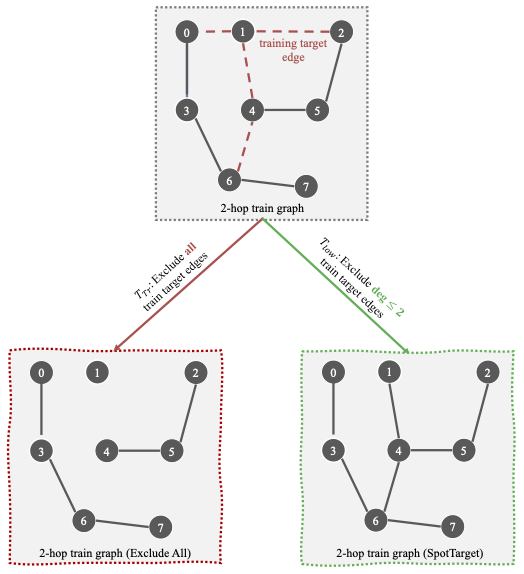 0
1
2
training target
edge
3
4
5
6
7
2-hop train graph
T_{Tr}: Exclude all
train target edges
T_{low}: Exclude deg ≤ 2
train target edges
0
1
2
3
4
5
6
7
2-hop train graph (Exclude All)
0
1
2
3
4
5
6
7
2-hop train graph (SpotTarget)